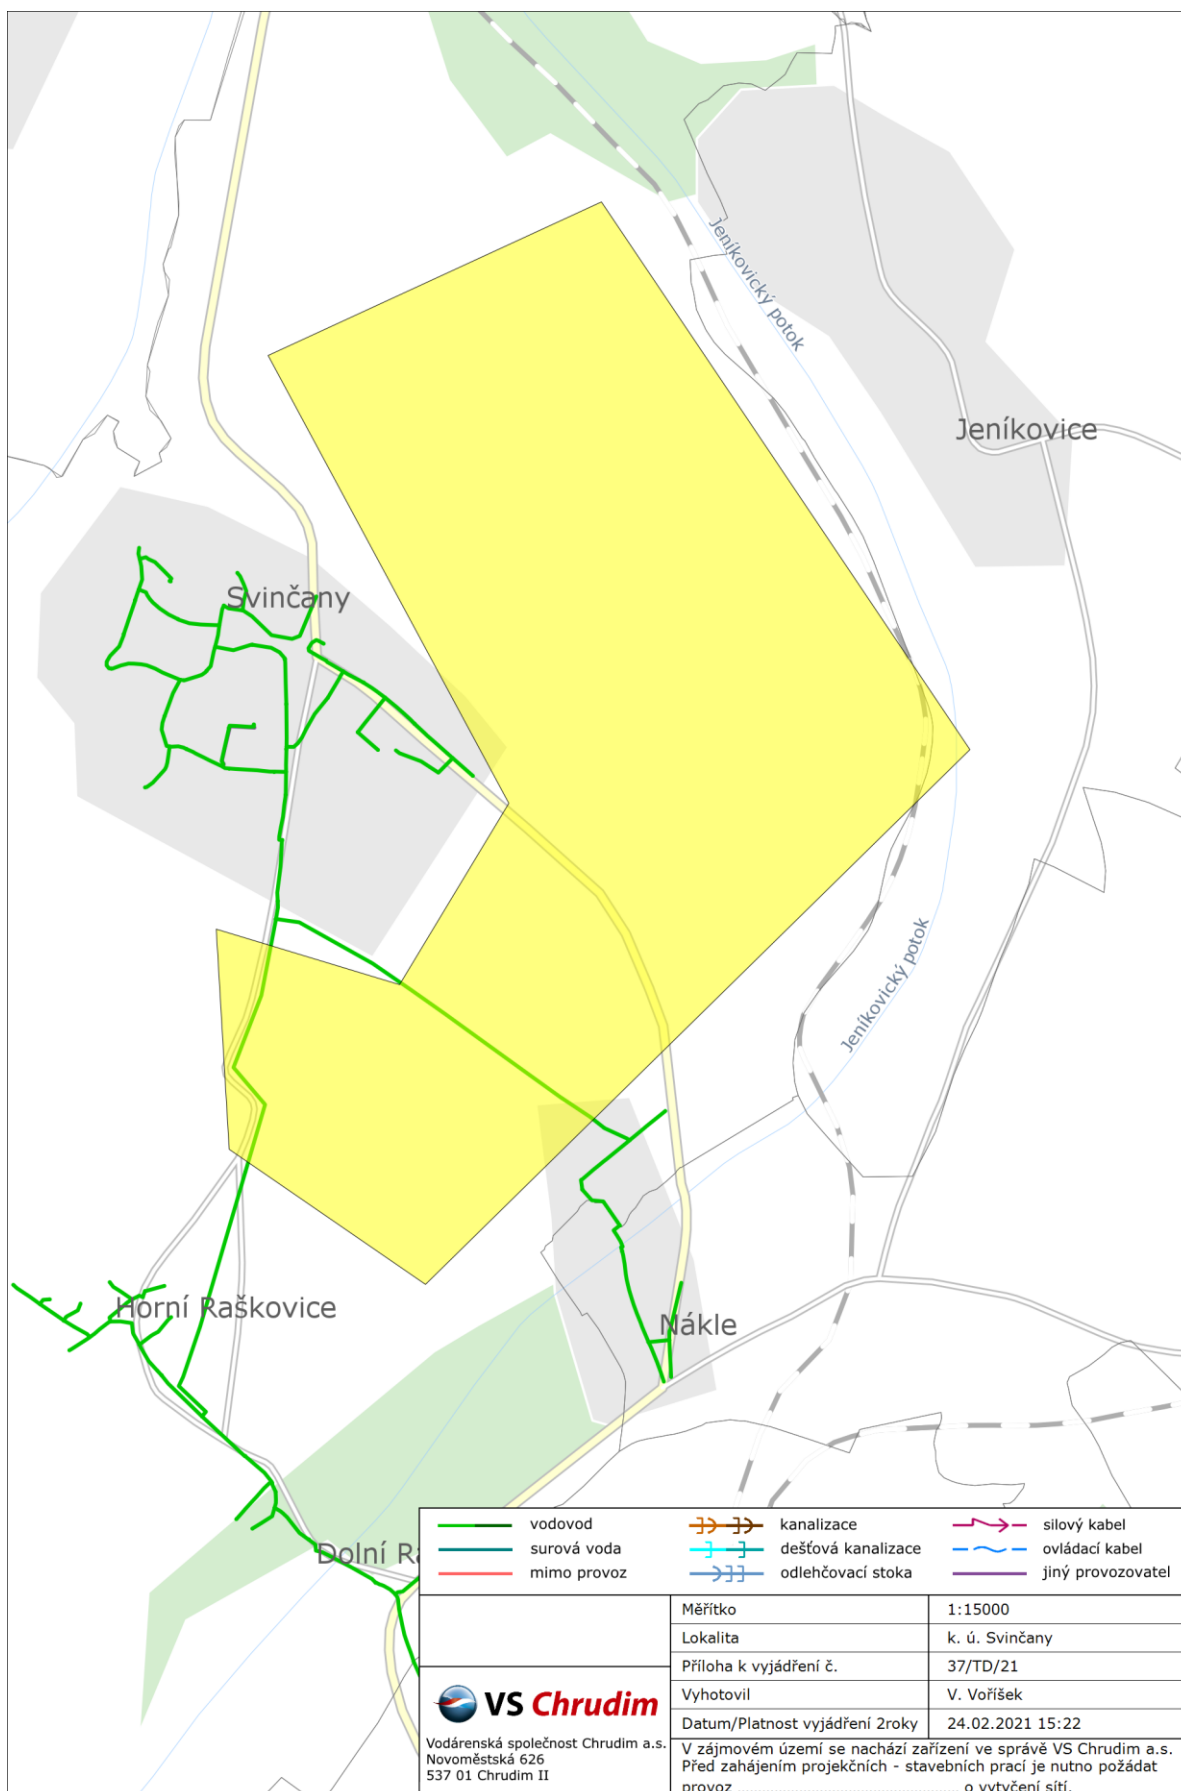 Jeníkovický potok
Jeníkovice
Svinčany
Jeníkovický potok
Horní Raškovice
Nákle
Dolní Ra
vodovod
surová voda
mimo provoz
kanalizace
dešťová kanalizace
odlehčovací stoka
silový kabel
ovládací kabel
jiný provozovatel
Měřítko 1:15000
Lokalita k. ú. Svinčany
Příloha k vyjádření č. 37/TD/21
Vyhotovil V. Voříšek
Datum/Platnost vyjádření 2roky 24.02.2021 15:22
VS Chrudim
Vodárenská společnost Chrudim a.s.
Novoměstská 626
537 01 Chrudim II
V zájmovém území se nachází zařízení ve správě VS Chrudim a.s.
Před zahájením projekčních - stavebních prací je nutno požádat
provoz............................................. o vytyčení sítí.